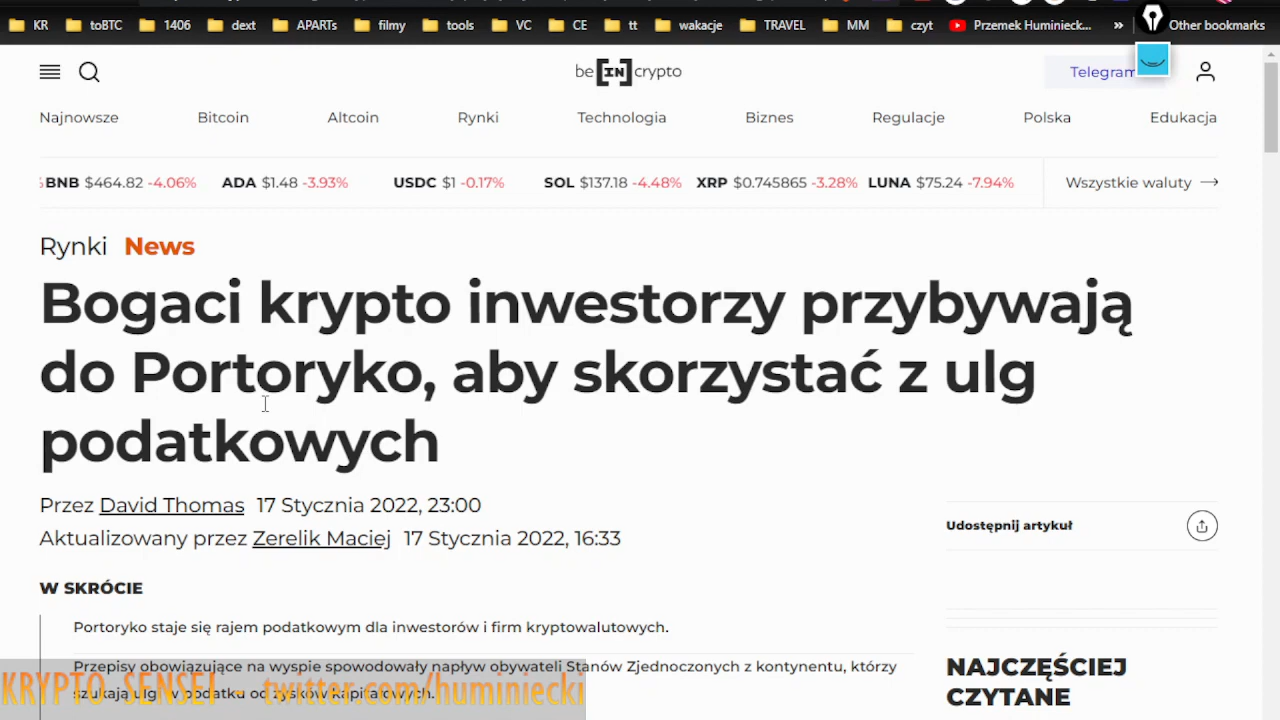 KR toBTC 1406 dext APARTs filmy tools VC CE tt wakacje TRAVEL MM czyt Przemek Huminieck... » Other bookmarks
be [IN] crypto
Telegram
Najnowsze Bitcoin Altcoin Rynki Technologia Biznes Regulacje Polska Edukacja
% BNB $464.82 -4.06% ADA $1.48 -3.93% USDC $1 -0.17% SOL $137.18 -4.48% XRP $0.745865 -3.28% LUNA $75.24 -7.94% Wszystkie waluty →
Rynki News
Bogaci krypto inwestorzy przybywają
do Portoryko, aby skorzystać z ulg
podatkowych
Przez David Thomas 17 Stycznia 2022, 23:00
Aktualizowany przez Zerelik Maciej 17 Stycznia 2022, 16:33
Udostępnij artykuł
W SKRÓCIE
Portoryko staje się rajem podatkowym dla inwestorów i firm kryptowalutowych.
Przepisy obowiązujące na wyspie spowodowały napływ obywateli Stanów Zjednoczonych z kontynentu, którzy
szukają ulg w podatku od zysków kapitałowych.
KRYPTO SENSEI - twitter.com/huminiecki
NAJCZĘŚCIEJ
CZYTANE